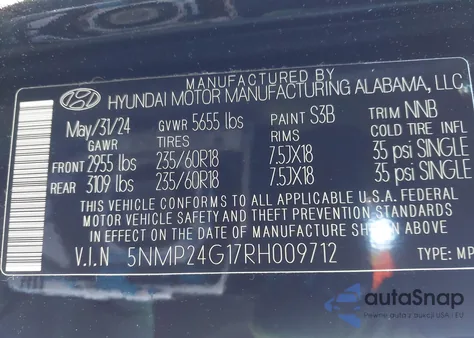 MANUFACTURED BY
HYUNDAI MOTOR MANUFACTURING ALABAMA, LLC.
May/31/24 GVWR 5655 lbs PAINT S3B TRIM NNB
GAWR TIRES RIMS COLD TIRE INFL
FRONT 2955 lbs 235/60R18 7.5JX18 35 psi SINGLE
REAR 3109 lbs 235/60R18 7.5JX18 35 psi SINGLE
THIS VEHICLE CONFORMS TO ALL APPLICABLE U.S.A. FEDERAL
MOTOR VEHICLE SAFETY AND THEFT PREVENTION STANDARDS
IN EFFECT ON THE DATE OF MANUFACTURE SHOWN ABOVE
V.I.N 5NMP24G17RH009712 TYPE: MP
autoSnap